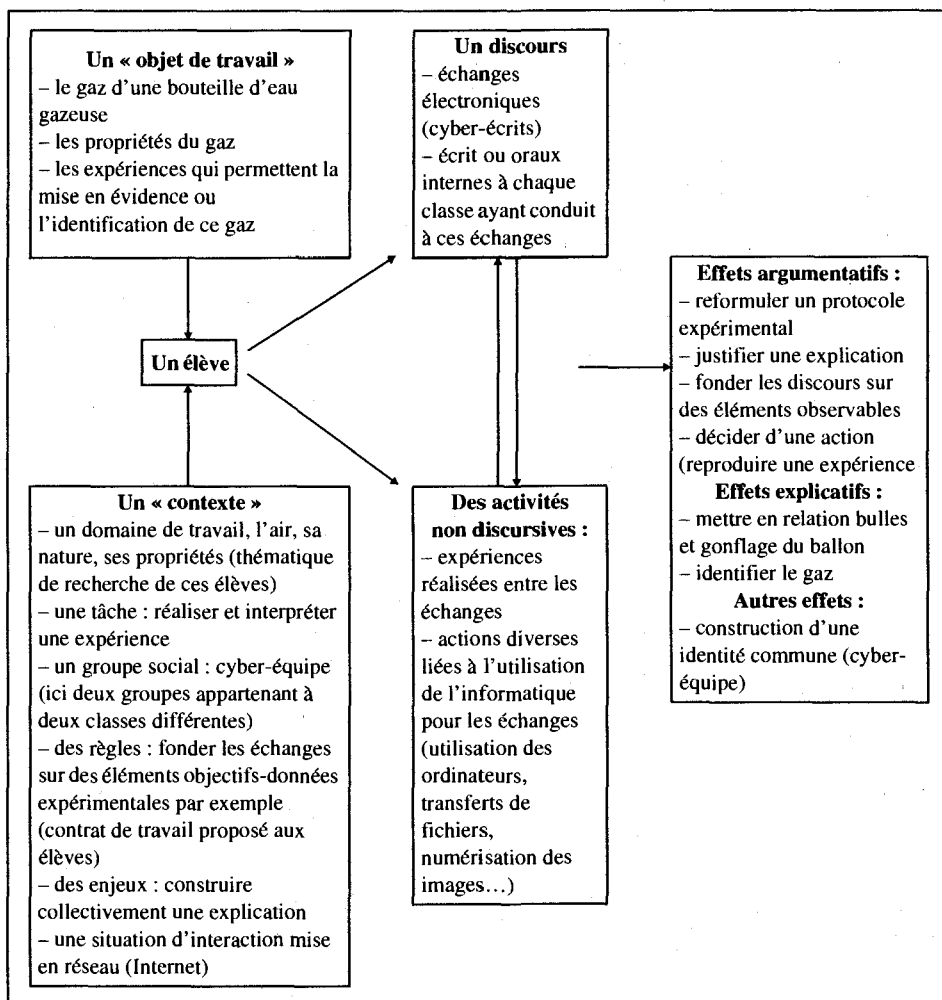 Un « objet de travail »
– le gaz d'une bouteille d'eau
gazeuse
– les propriétés du gaz
– les expériences qui permettent la
mise en évidence ou
l'identification de ce gaz
Un discours
– échanges
électroniques
(cyber-écrits)
– écrit ou oraux
internes à chaque
classe ayant conduit
à ces échanges
Un élève
Un « contexte »
– un domaine de travail, l'air, sa
nature, ses propriétés (thématique
de recherche de ces élèves)
– une tâche : réaliser et interpréter
une expérience
– un groupe social : cyber-équipe
(ici deux groupes appartenant à
deux classes différentes)
– des règles : fonder les échanges
sur des éléments objectifs-données
expérimentales par exemple
(contrat de travail proposé aux
élèves)
– des enjeux : construire
collectivement une explication
– une situation d'interaction mise
en réseau (Internet)
Des activités
non discursives :
– expériences
réalisées entre les
échanges
– actions diverses
liées à l'utilisation
de l'informatique
pour les échanges
(utilisation des
ordinateurs,
transferts de
fichiers,
numérisation des
images…)
Effets argumentatifs :
– reformuler un protocole
expérimental
– justifier une explication
– fonder les discours sur
des éléments observables
– décider d'une action
(reproduire une expérience
Effets explicatifs :
– mettre en relation bulles
et gonflage du ballon
– identifier le gaz
Autres effets :
– construction d'une
identité commune (cyber-
équipe)